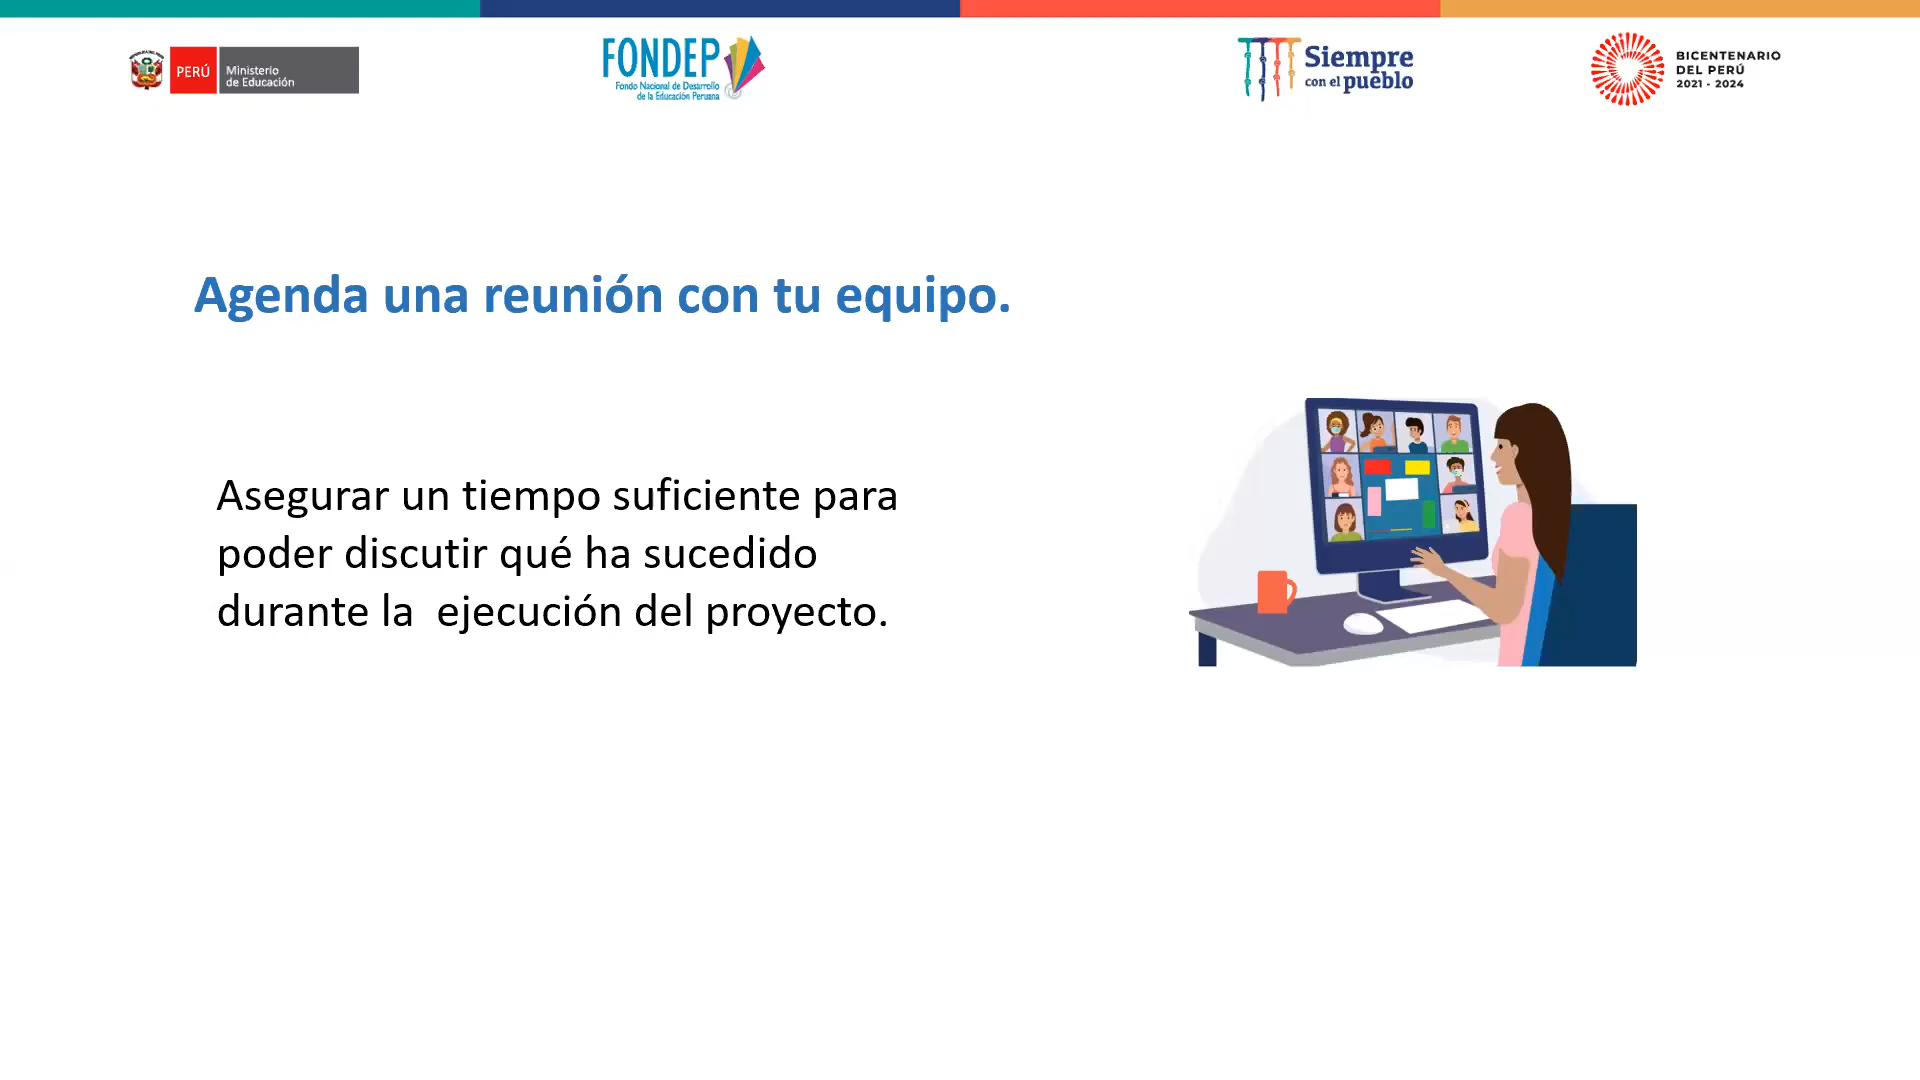 PERÚ
Ministerio
de Educación
FONDEP
Fondo Nacional de Desarrollo
de la Educación Peruana
Siempre
con el pueblo
BICENTENARIO
DEL PERÚ
2021 - 2024
Agenda una reunión con tu equipo.
Asegurar un tiempo suficiente para
poder discutir qué ha sucedido
durante la  ejecución del proyecto.